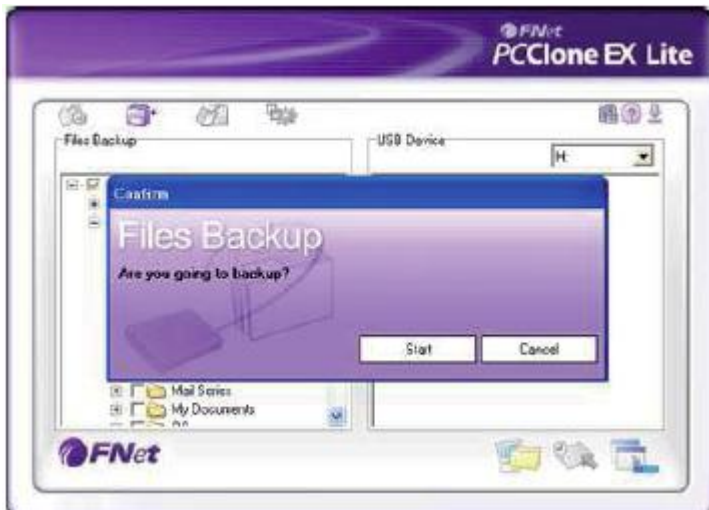 FNet
PCClone EX Lite
Files Backup
USB Device
H:
Confirm
Files Backup
Are you going to backup?
Start
Cancel
Mail Series
My Documents
FNet